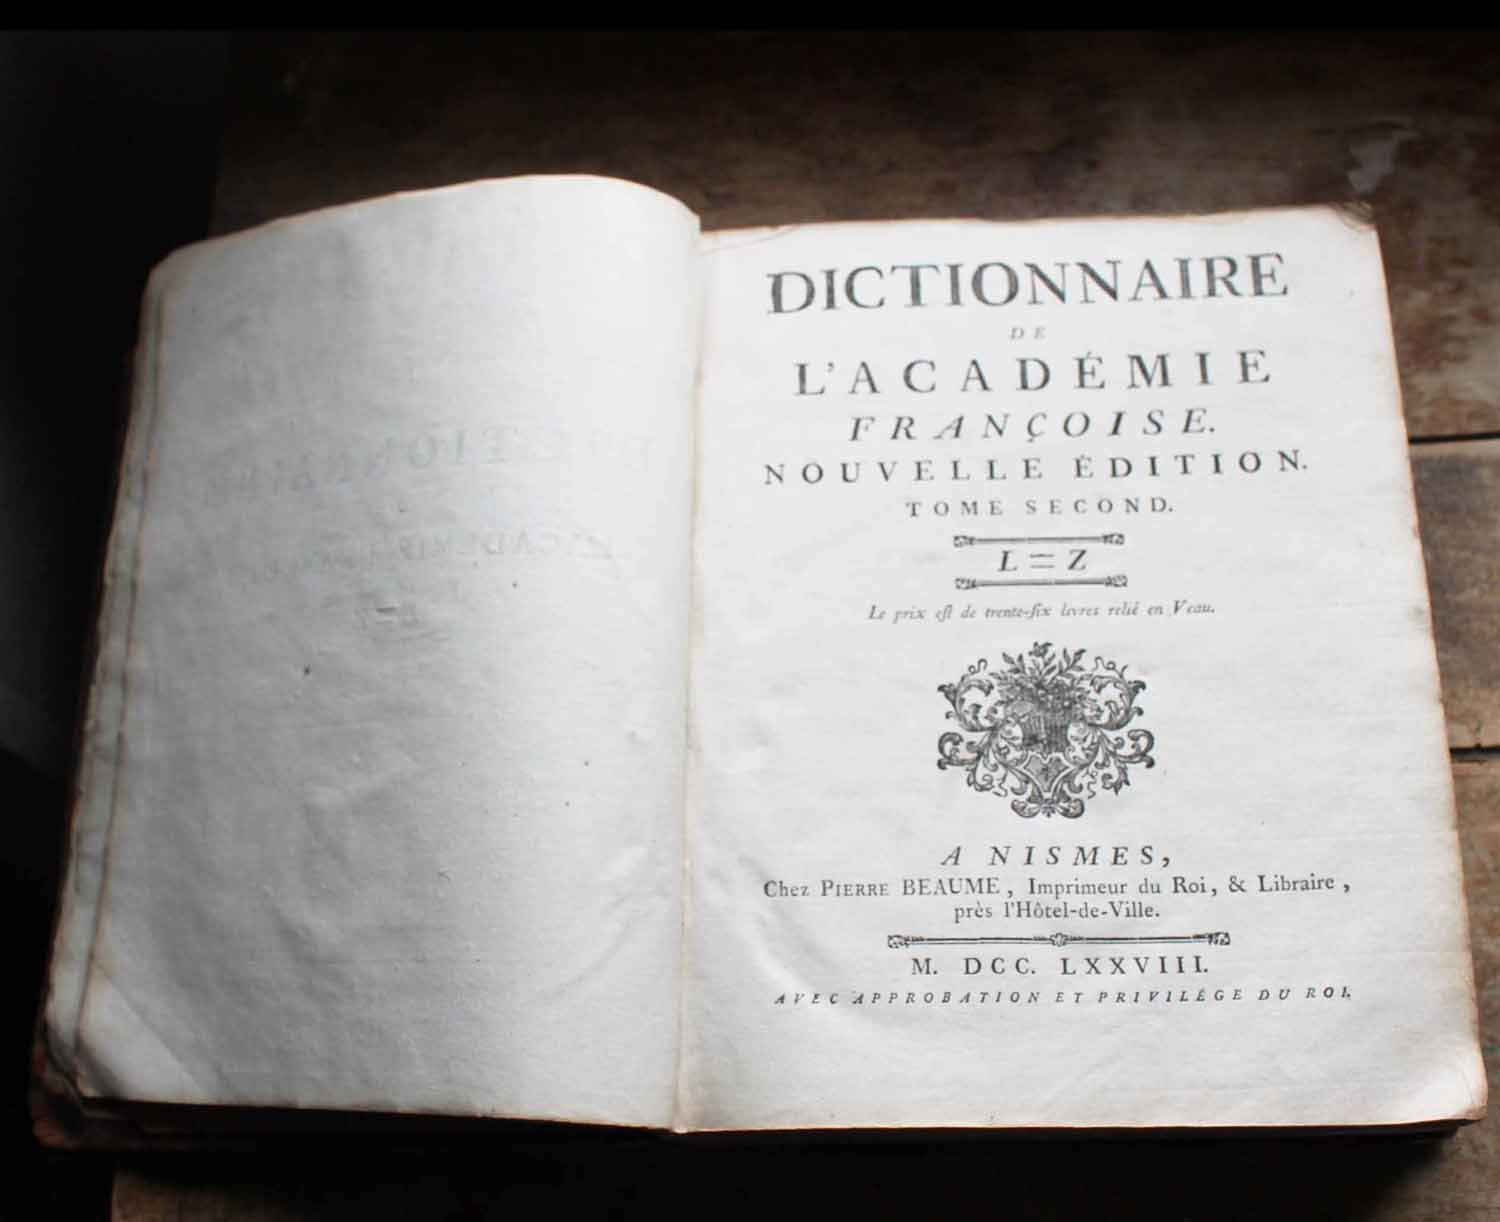 DICTIONNAIRE
DE
L'ACADÉMIE
FRANÇOISE.
NOUVELLE ÉDITION.
TOME SECOND.
L=Z
Le prix eſt de trente-ſix livres relié en Veau.
A NISMES,
Chez PIERRE BEAUME, Imprimeur du Roi, & Libraire,
près l'Hôtel-de-Ville.
M. DCC. LXXVIII.
AVEC APPROBATION ET PRIVILÉGE DU ROI.